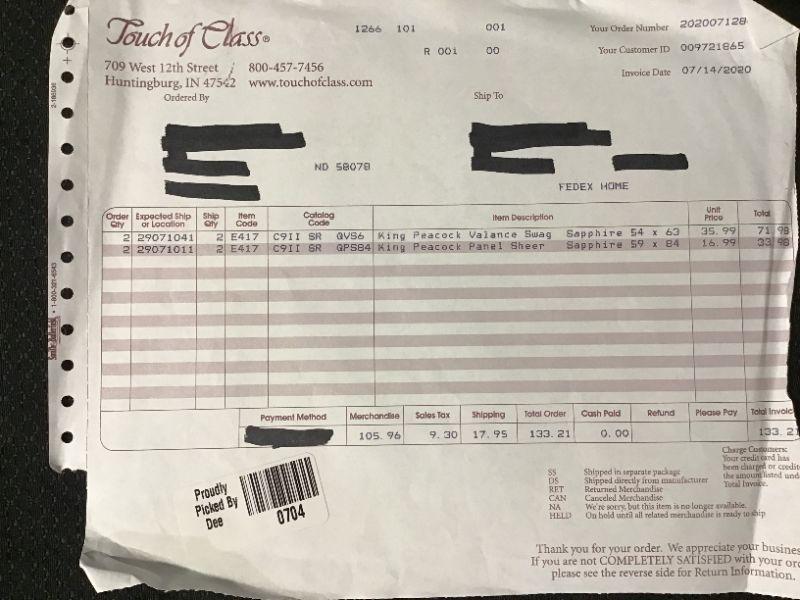 Touch of Class®
1266 101 001
R 001 00
Your Order Number 202007128
Your Customer ID 009721865
Invoice Date 07/14/2020
709 West 12th Street / 800-457-7456
Huntingburg, IN 47542 www.touchofclass.com
Ordered By
Ship To
ND 58078
FEDEX HOME
Order Qty Expected Ship or Location Ship Qty Item Code Catalog Code Item Description Unit Price Total
2 29071041 2 E417 C9II SR QVS6 King Peacock Valance Swag Sapphire 54 x 63 35.99 71.98
2 29071011 2 E417 C9II SR QPS84 King Peacock Panel Sheer Sapphire 59 x 84 16.99 33.98
Payment Method Merchandise Sales Tax Shipping Total Order Cash Paid Refund Please Pay Total Invoic
105.96 9.30 17.95 133.21 0.00 133.21
Proudly
Picked By
Dee
0704
SS Shipped in separate package
DS Shipped directly from manufacturer
RET Returned Merchandise
CAN Canceled Merchandise
NA We're sorry, but this item is no longer available.
HELD On hold until all related merchandise is ready to ship
Charge Customers:
Your credit card has
been charged or credite
the amount listed und
Total Invoice.
Thank you for your order. We appreciate your busines
If you are not COMPLETELY SATISFIED with your ord
please see the reverse side for Return Information.